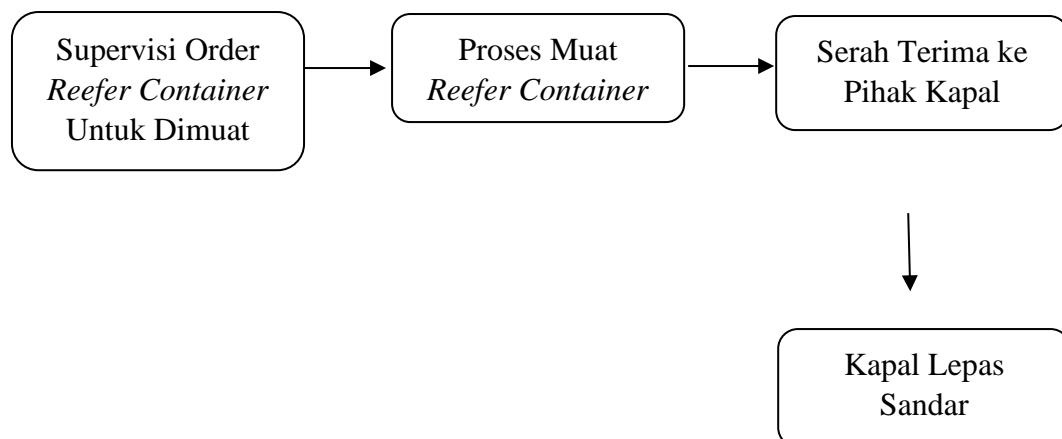 Supervisi Order
Reefer Container
Untuk Dimuat
Proses Muat
Reefer Container
Serah Terima ke
Pihak Kapal
Kapal Lepas
Sandar